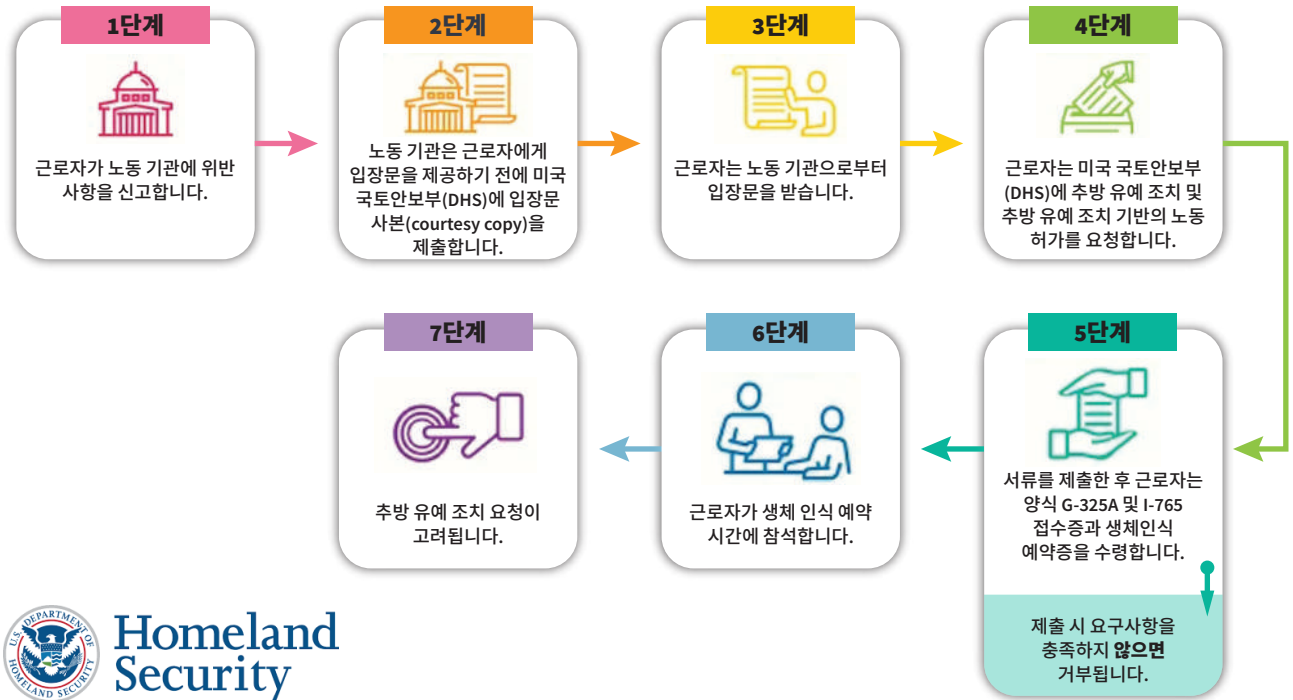 1단계
근로자가 노동 기관에 위반
사항을 신고합니다.
2단계
노동 기관은 근로자에게
입장문을 제공하기 전에 미국
국토안보부(DHS)에 입장문
사본(courtesy copy)을
제출합니다.
3단계
근로자는 노동 기관으로부터
입장문을 받습니다.
4단계
근로자는 미국 국토안보부
(DHS)에 추방 유예 조치 및
추방 유예 조치 기반의 노동
허가를 요청합니다.
5단계
서류를 제출한 후 근로자는
양식 G-325A 및 I-765
접수증과 생체인식
예약증을 수령합니다.
제출 시 요구사항을
충족하지 않으면
거부됩니다.
6단계
근로자가 생체 인식 예약
시간에 참석합니다.
7단계
추방 유예 조치 요청이
고려됩니다.
U.S. DEPARTMENT OF
HOMELAND SECURITY
Homeland
Security